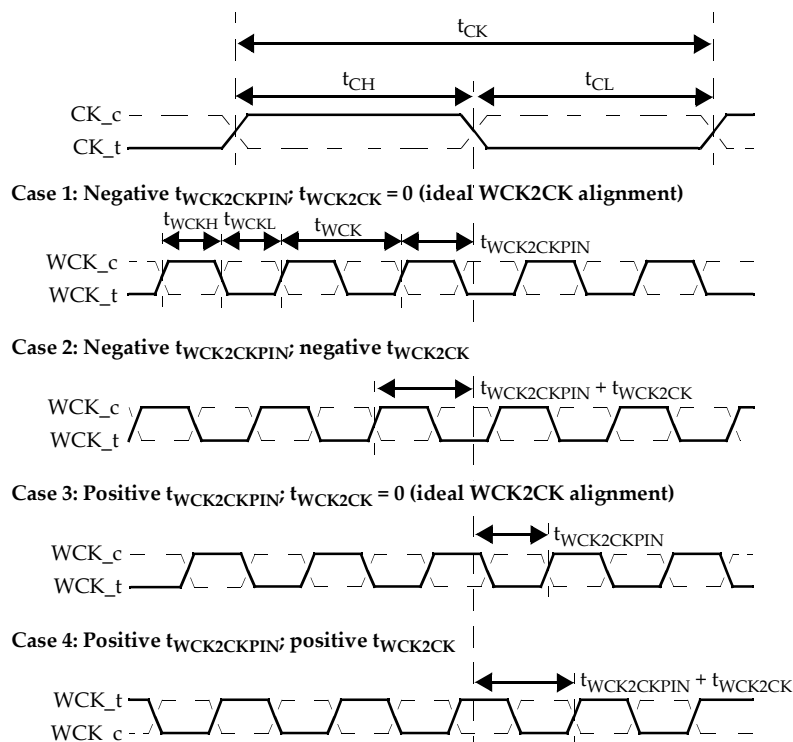 tCK
tCH tCL
CK_c
CK_t
Case 1: Negative tWCK2CKPIN; tWCK2CK = 0 (ideal WCK2CK alignment)
tWCKH tWCKL tWCK tWCK2CKPIN
WCK_c
WCK_t
Case 2: Negative tWCK2CKPIN; negative tWCK2CK
tWCK2CKPIN + tWCK2CK
WCK_c
WCK_t
Case 3: Positive tWCK2CKPIN; tWCK2CK = 0 (ideal WCK2CK alignment)
tWCK2CKPIN
WCK_c
WCK_t
Case 4: Positive tWCK2CKPIN; positive tWCK2CK
tWCK2CKPIN + tWCK2CK
WCK_t
WCK_c